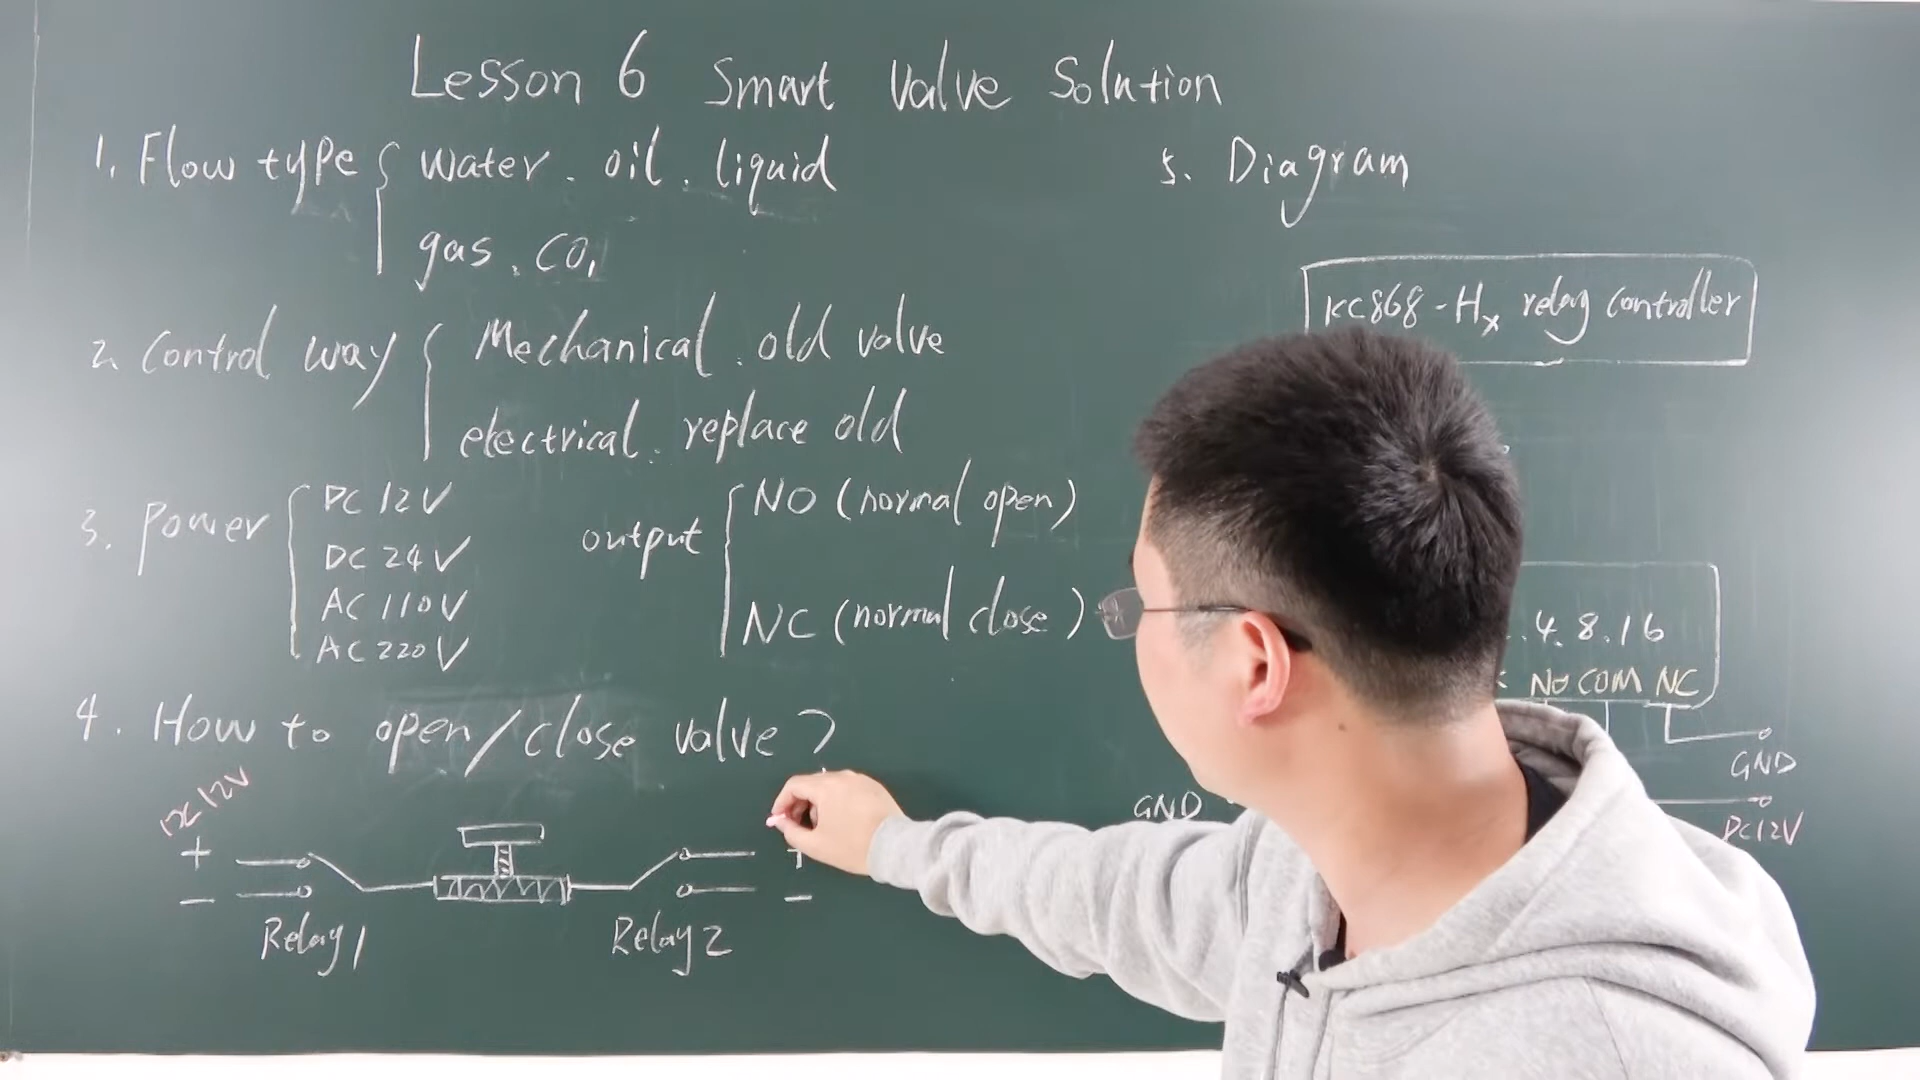 Lesson 6 Smart Valve Solution
1. Flow type
water . oil . liquid
gas . CO,
2. Control way
Mechanical . old valve
electrical . replace old
3. power
DC 12V
DC 24V
AC 110V
AC 220V
output
NO (normal open)
NC (normal close)
4. How to open/close valve?
DC 12V
+
+
-
-
Relay 1
Relay 2
5. Diagram
KC868-Hx relay controller
.4.8.16
NO COM NC
GND
GND
DC12V